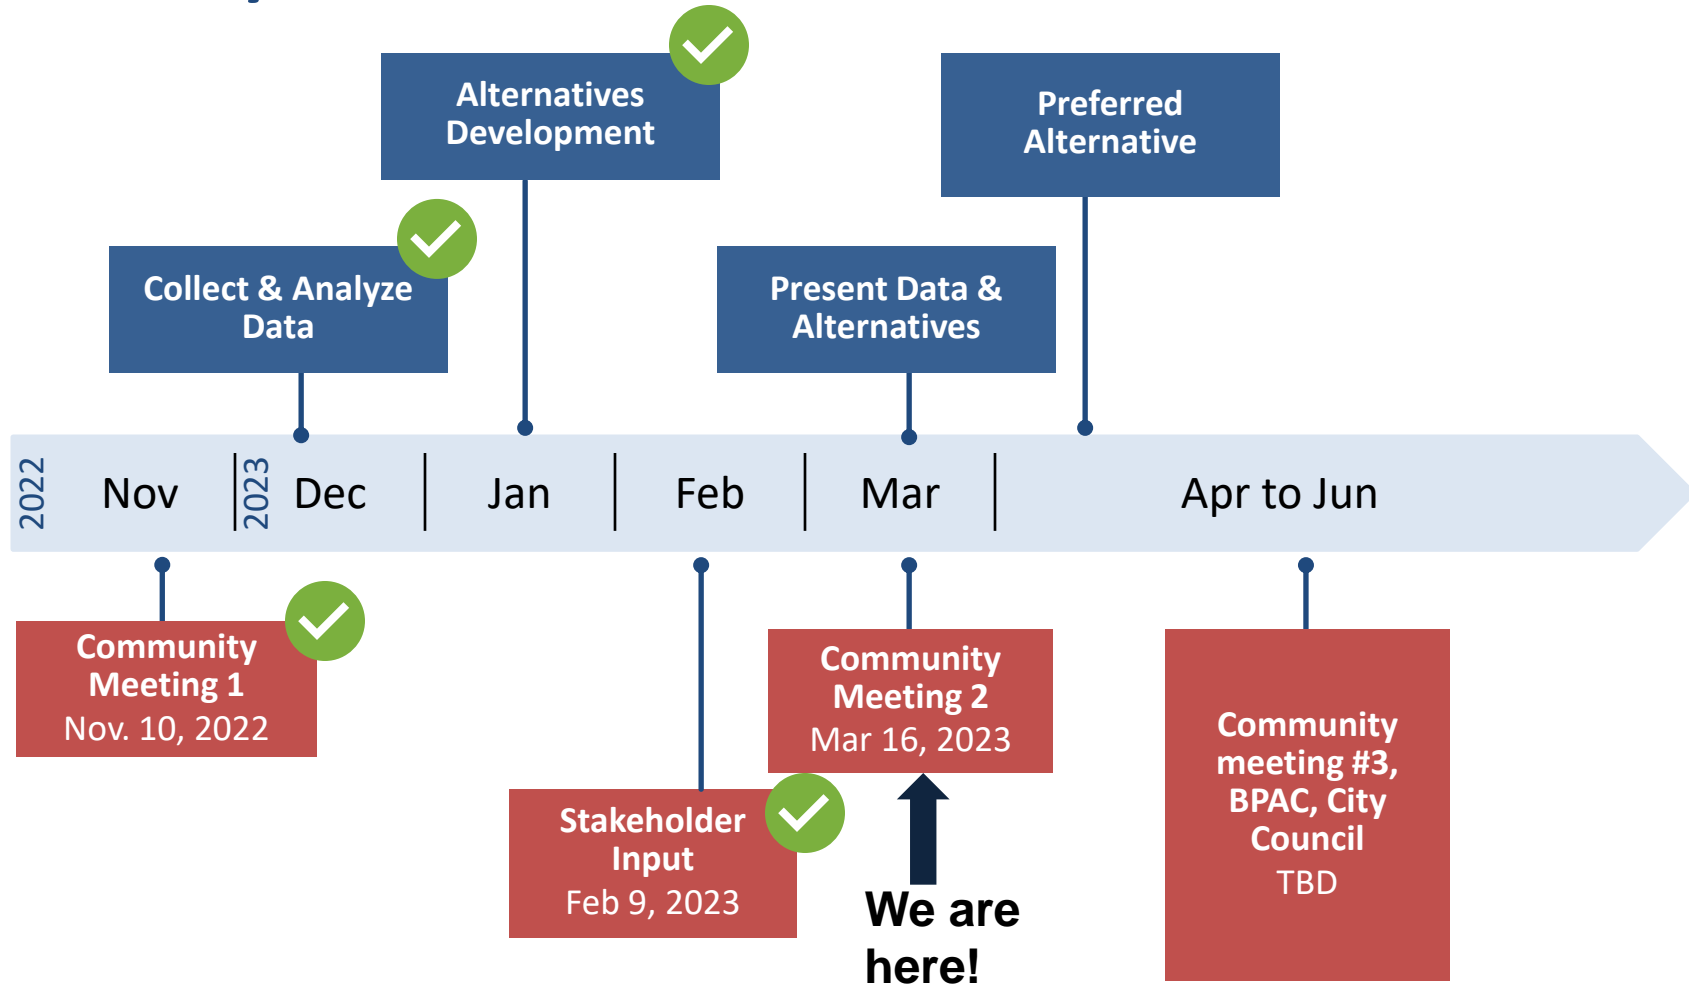 Alternatives
Development
Preferred
Alternative
Collect & Analyze
Data
Present Data &
Alternatives
2022
Nov
2023
Dec
Jan
Feb
Mar
Apr to Jun
Community
Meeting 1
Nov. 10, 2022
Stakeholder
Input
Feb 9, 2023
Community
Meeting 2
Mar 16, 2023
We are
here!
Community
meeting #3,
BPAC, City
Council
TBD